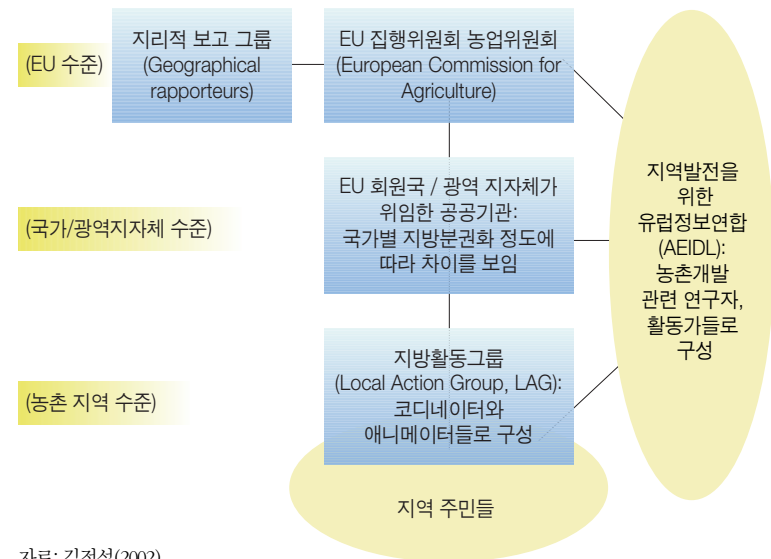 (EU 수준)
지리적 보고 그룹
(Geographical
rapporteurs)
EU 집행위원회 농업위원회
(European Commission for
Agriculture)
(국가/광역지자체 수준)
EU 회원국 / 광역 지자체가
위임한 공공기관:
국가별 지방분권화 정도에
따라 차이를 보임
지역발전을
위한
유럽정보연합
(AEIDL):
농촌개발
관련 연구자,
활동가들로
구성
(농촌 지역 수준)
지방활동그룹
(Local Action Group, LAG):
코디네이터와
애니메이터들로 구성
지역 주민들
자료: (2002)